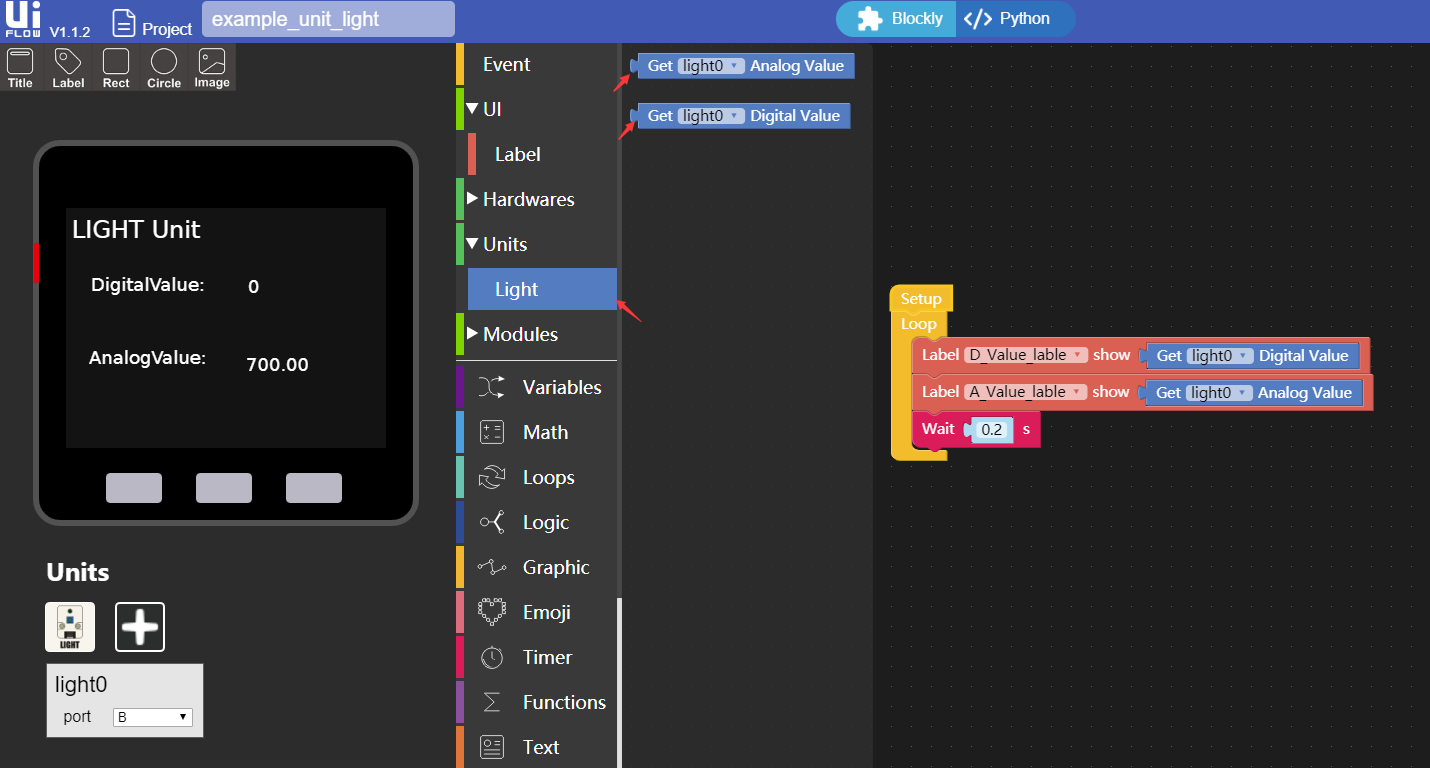 Ui
FLOW V1.1.2 Project example_unit_light Blockly </> Python
Title Label Rect Circle Image
LIGHT Unit
DigitalValue: 0
AnalogValue: 700.00
Units
LIGHT
light0
port B
Event
UI
Label
Hardwares
Units
Light
Modules
Variables
Math
Loops
Logic
Graphic
Emoji
Timer
Functions
Text
Get light0 Analog Value
Get light0 Digital Value
Setup
Loop
Label D_Value_lable show Get light0 Digital Value
Label A_Value_lable show Get light0 Analog Value
Wait 0.2 s